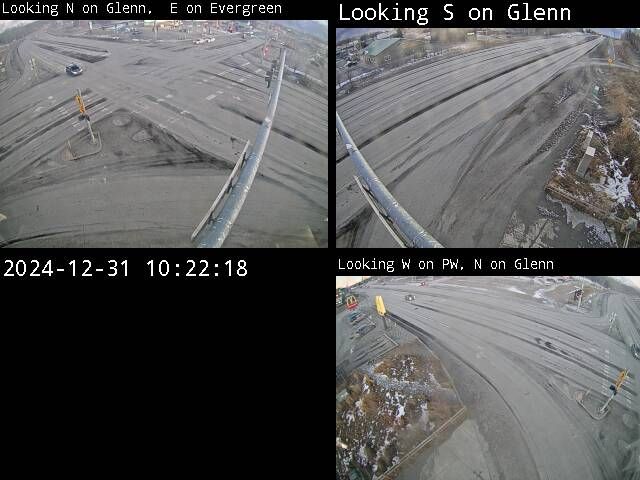 Looking N on Glenn,  E on Evergreen
Looking S on Glenn
2024-12-31 10:22:18
Looking W on PW, N on Glenn